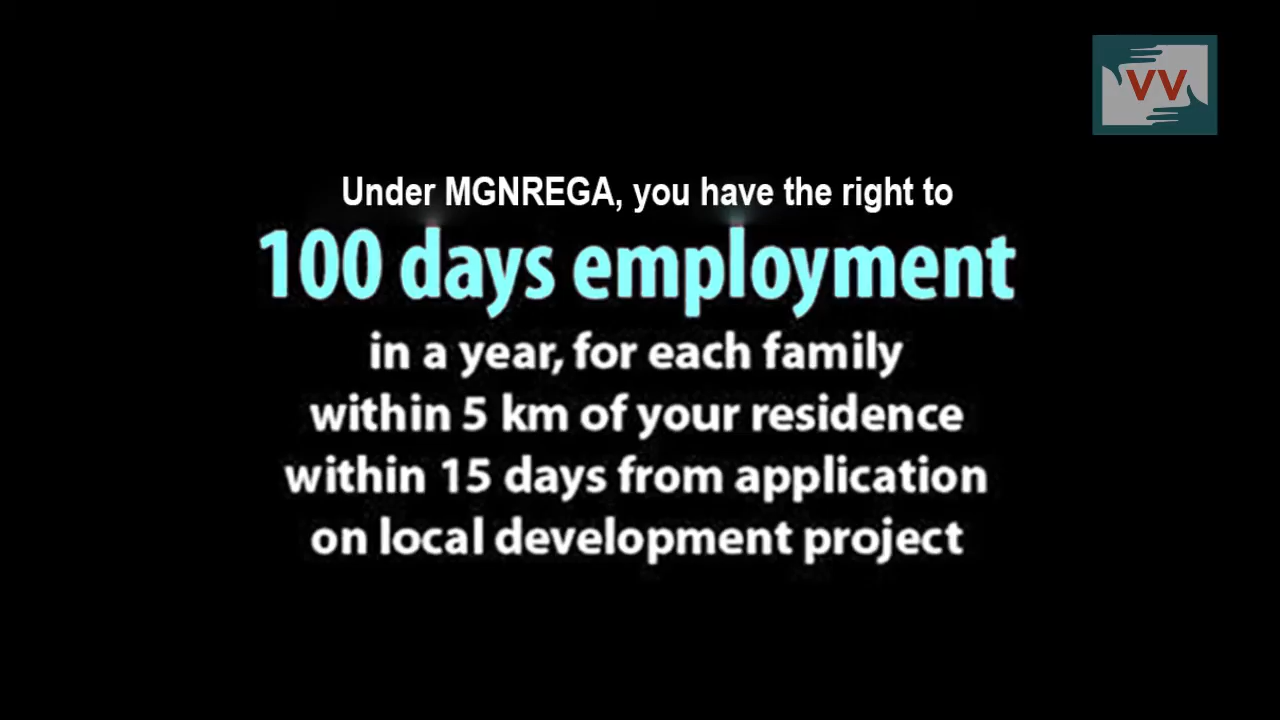 VV
Under MGNREGA, you have the right to
100 days employment
in a year, for each family
within 5 km of your residence
within 15 days from application
on local development project